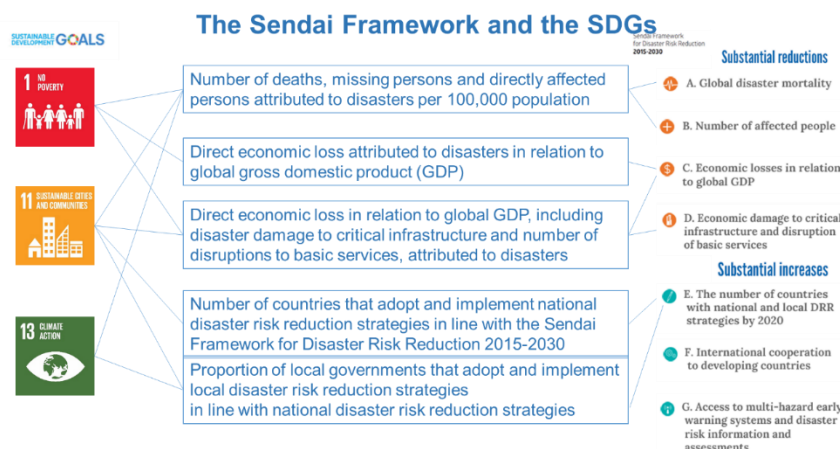 The Sendai Framework and the SDGs
SUSTAINABLE
DEVELOPMENT GOALS
Sendai Framework
for Disaster Risk Reduction
2015-2030
1 NO
POVERTY
11 SUSTAINABLE CITIES
AND COMMUNITIES
13 CLIMATE
ACTION
Number of deaths, missing persons and directly affected
persons attributed to disasters per 100,000 population
Direct economic loss attributed to disasters in relation to
global gross domestic product (GDP)
Direct economic loss in relation to global GDP, including
disaster damage to critical infrastructure and number of
disruptions to basic services, attributed to disasters
Number of countries that adopt and implement national
disaster risk reduction strategies in line with the Sendai
Framework for Disaster Risk Reduction 2015-2030
Proportion of local governments that adopt and implement
local disaster risk reduction strategies
in line with national disaster risk reduction strategies
Substantial reductions
A. Global disaster mortality
B. Number of affected people
C. Economic losses in relation
to global GDP
D. Economic damage to critical
infrastructure and disruption
of basic services
Substantial increases
E. The number of countries
with national and local DRR
strategies by 2020
F. International cooperation
to developing countries
G. Access to multi-hazard early
warning systems and disaster
risk information and
assessments